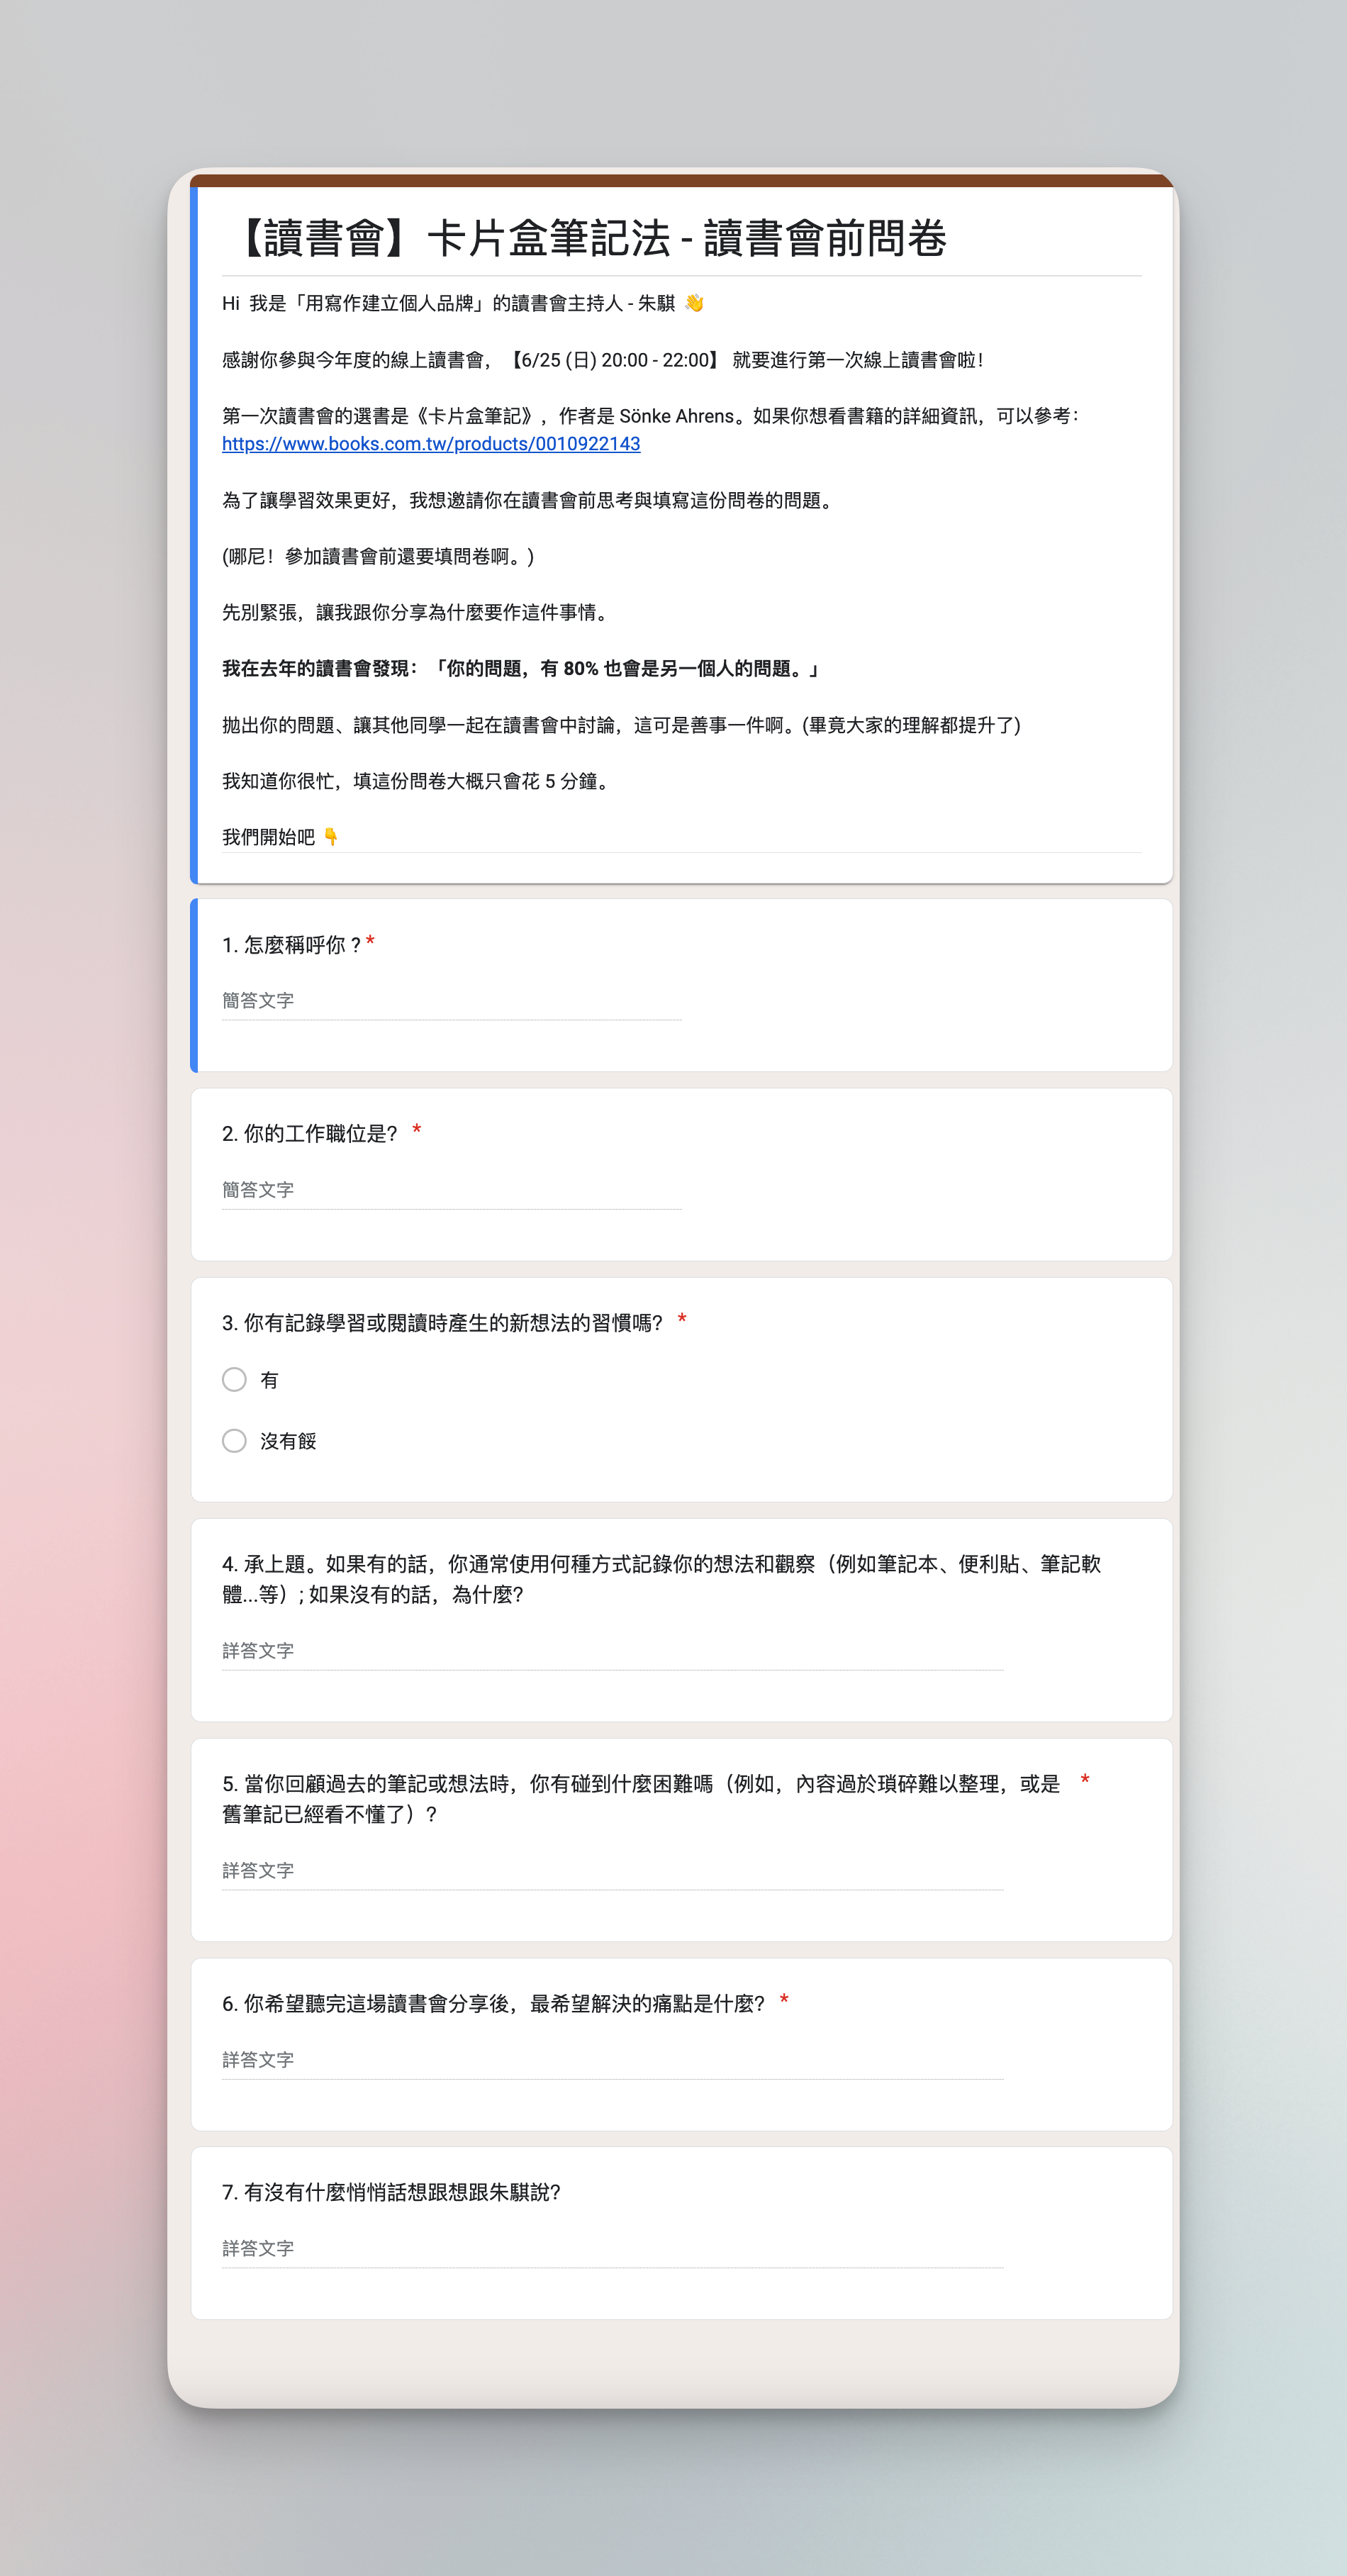 【讀書會】卡片盒筆記法 - 讀書會前問卷
Hi 我是「用寫作建立個人品牌」的讀書會主持人 - 朱騏 👋
感謝你參與今年度的線上讀書會，【6/25 (日) 20:00 - 22:00】 就要進行第一次線上讀書會啦！
第一次讀書會的選書是《卡片盒筆記》，作者是 Sönke Ahrens。如果你想看書籍的詳細資訊，可以參考：
https://www.books.com.tw/products/0010922143
為了讓學習效果更好，我想邀請你在讀書會前思考與填寫這份問卷的問題。
(哪尼！參加讀書會前還要填問卷啊。)
先別緊張，讓我跟你分享為什麼要作這件事情。
我在去年的讀書會發現：「你的問題，有 80% 也會是另一個人的問題。」
拋出你的問題、讓其他同學一起在讀書會中討論，這可是善事一件啊。(畢竟大家的理解都提升了)
我知道你很忙，填這份問卷大概只會花 5 分鐘。
我們開始吧 👇
1. 怎麼稱呼你 ? *
簡答文字
2. 你的工作職位是? *
簡答文字
3. 你有記錄學習或閱讀時產生的新想法的習慣嗎? *
有
沒有餒
4. 承上題。如果有的話，你通常使用何種方式記錄你的想法和觀察（例如筆記本、便利貼、筆記軟
體...等）; 如果沒有的話，為什麼?
詳答文字
5. 當你回顧過去的筆記或想法時，你有碰到什麼困難嗎（例如，內容過於瑣碎難以整理，或是 *
舊筆記已經看不懂了）?
詳答文字
6. 你希望聽完這場讀書會分享後，最希望解決的痛點是什麼? *
詳答文字
7. 有沒有什麼悄悄話想跟想跟朱騏說?
詳答文字